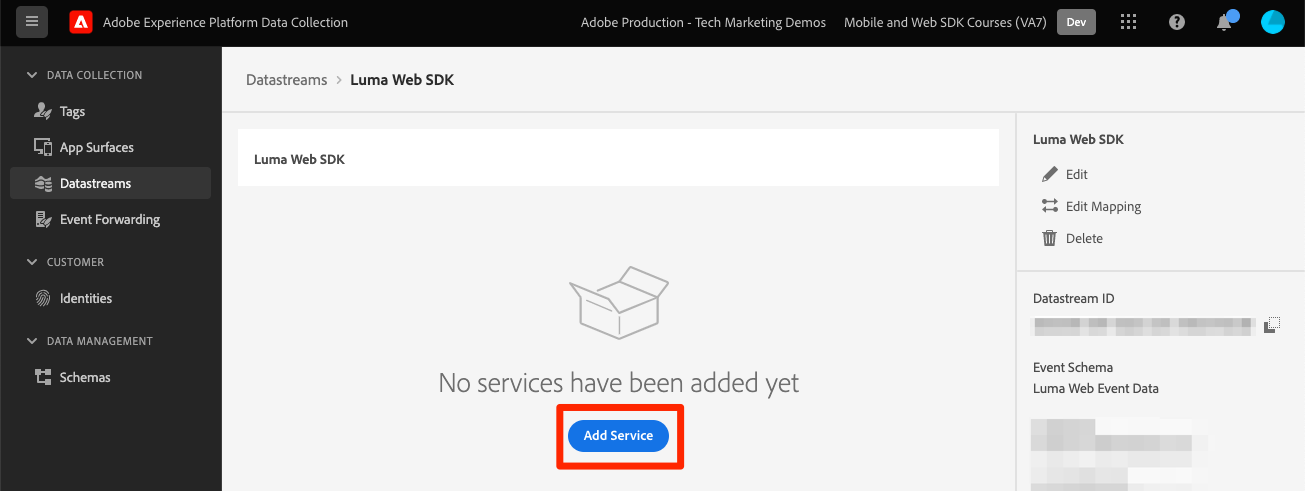 Adobe Experience Platform Data Collection
Adobe Production - Tech Marketing Demos
Mobile and Web SDK Courses (VA7)
Dev
DATA COLLECTION
Tags
App Surfaces
Datastreams
Event Forwarding
CUSTOMER
Identities
DATA MANAGEMENT
Schemas
Datastreams > Luma Web SDK
Luma Web SDK
No services have been added yet
Add Service
Luma Web SDK
Edit
Edit Mapping
Delete
Datastream ID
Event Schema
Luma Web Event Data